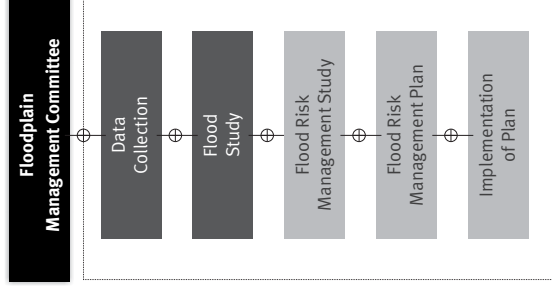 Floodplain
Management Committee
Data
Collection
Flood
Study
Flood Risk
Management Study
Flood Risk
Management Plan
Implementation
of Plan